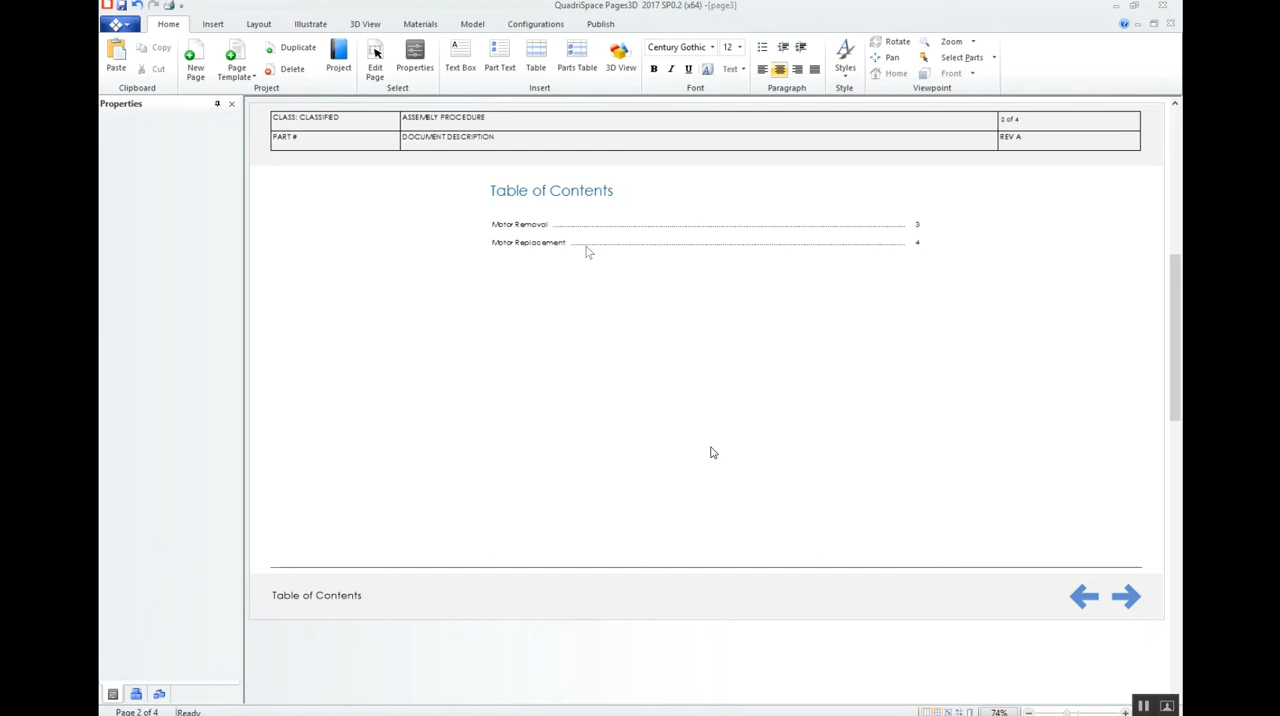 QuadriSpace Pages3D 2017 SP0.2 (x64) -[page3]
Home Insert Layout Illustrate 3D View Materials Model Configurations Publish
Paste Copy Cut New Page Page Template Duplicate Delete Project Edit Page Properties Text Box Part Text Table Parts Table 3D View Century Gothic 12 B I U A Text Styles Rotate Pan Home Zoom Select Parts Front
Clipboard Project Select Insert Font Paragraph Style Viewpoint
Properties
CLASS: CLASSIFIED ASSEMBLY PROCEDURE 2 of 4
PART # DOCUMENT DESCRIPTION REV A
Table of Contents
Motor Removal 3
Motor Replacement 4
Table of Contents
Page 2 of 4 Ready 74%